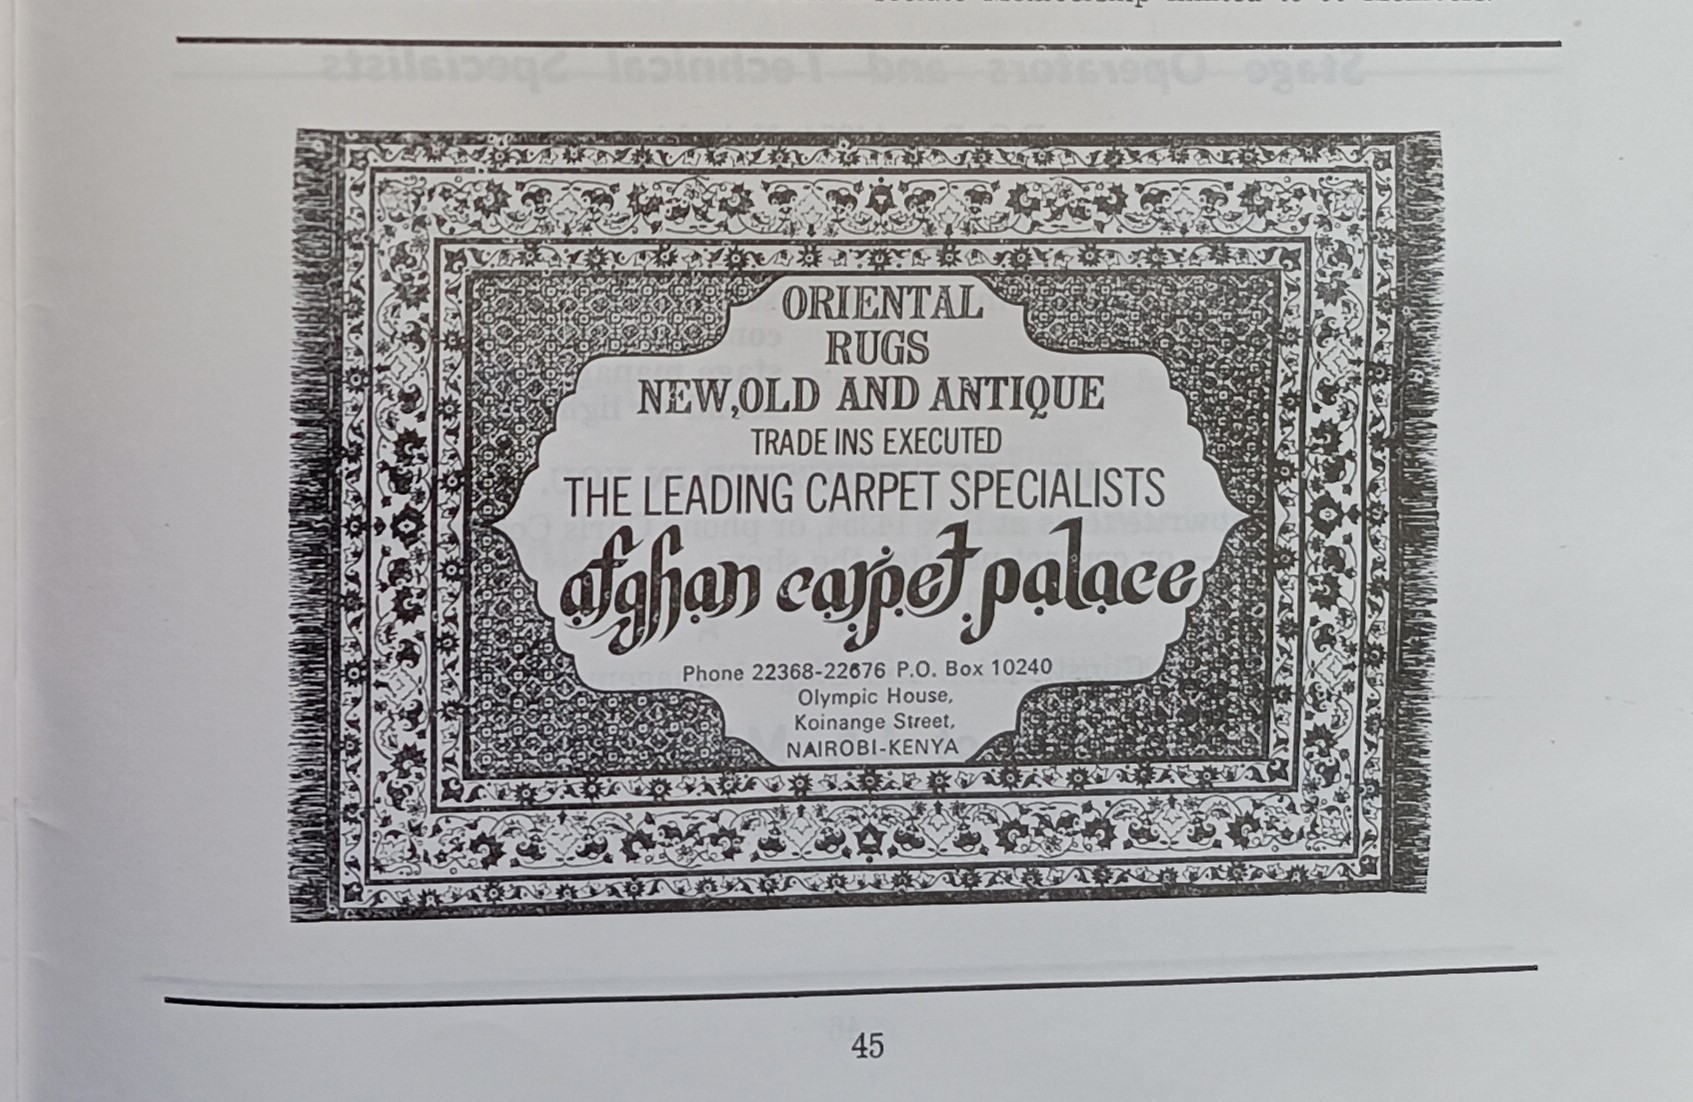 ORIENTAL
RUGS
NEW, OLD AND ANTIQUE
TRADE INS EXECUTED
THE LEADING CARPET SPECIALISTS
afghan carpet palace
Phone 22368-22676 P.O. Box 10240
Olympic House,
Koinange Street,
NAIROBI-KENYA
45